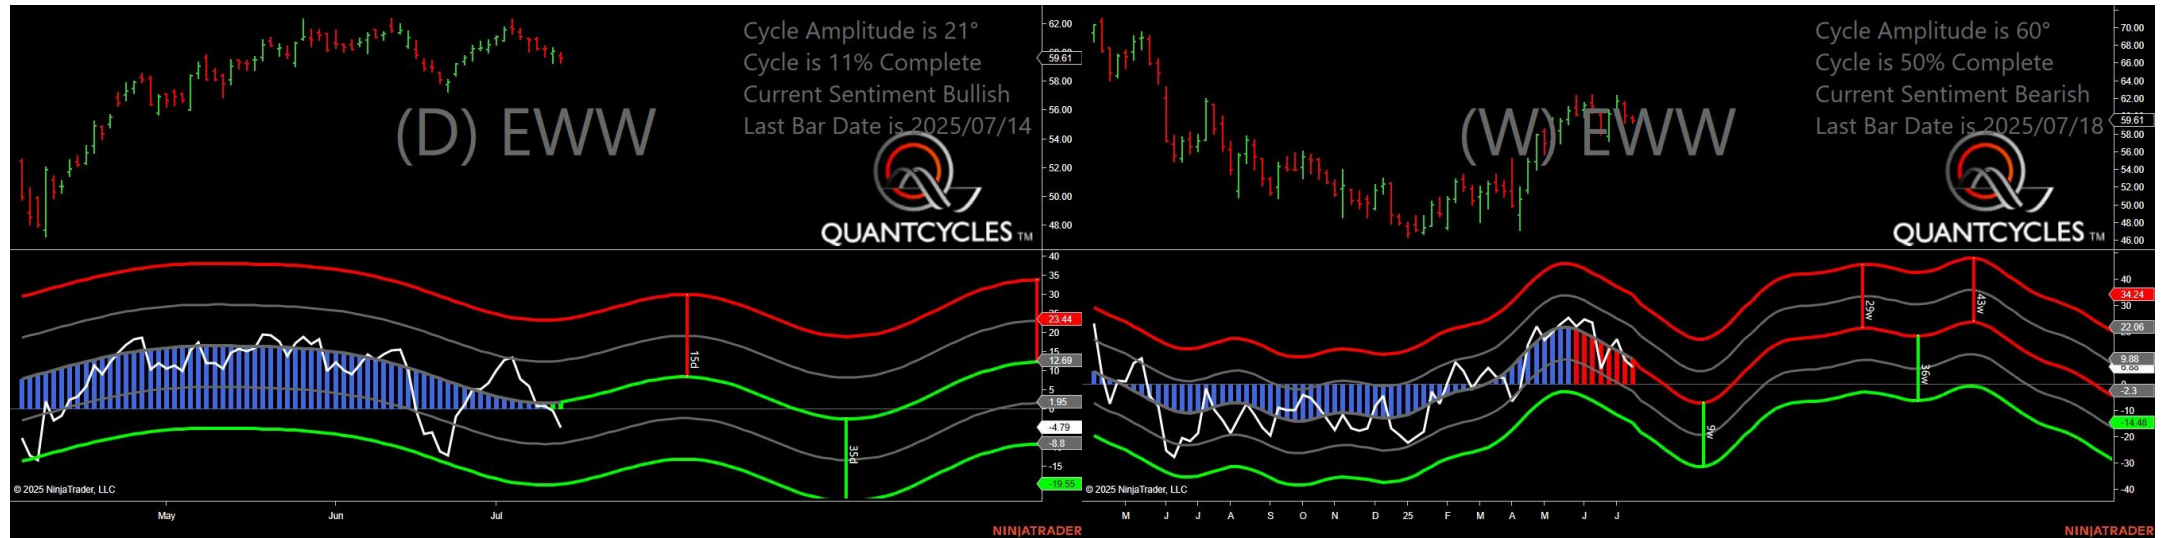 Cycle Amplitude is 21°
Cycle is 11% Complete
Current Sentiment Bullish
Last Bar Date is 2025/07/14
(D) EWW
QUANTCYCLES TM
62.00
59.61
58.00
56.00
54.00
52.00
50.00
48.00
40
35
30
23.44
20
15
12.69
10
5
1.95
0
-4.79
-8.8
-15
-19.55
15d
35d
© 2025 NinjaTrader, LLC
May
Jun
Jul
NINJATRADER
Cycle Amplitude is 60°
Cycle is 50% Complete
Current Sentiment Bearish
Last Bar Date is 2025/07/18
(W) EWW
QUANTCYCLES TM
70.00
68.00
66.00
64.00
62.00
59.61
58.00
56.00
54.00
52.00
50.00
48.00
46.00
40
34.24
30
22.06
9.88
6.88
-2.3
-10
-14.48
-20
-30
-40
9w
29w
36w
43w
© 2025 NinjaTrader, LLC
M
J
J
A
S
O
N
D
25
F
M
A
M
J
J
NINJATRADER